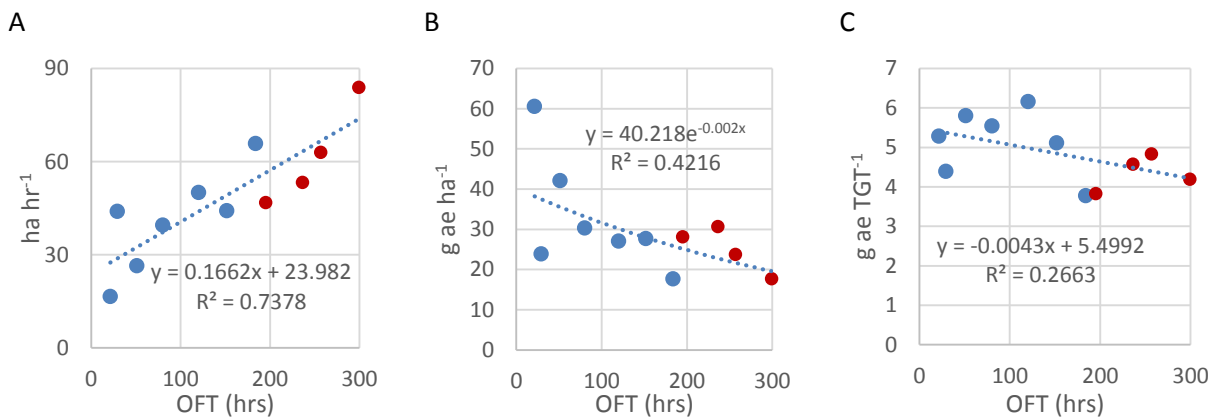 A
90
60
30
0
ha hr⁻¹
y = 0.1662x + 23.982
R² = 0.7378
0 100 200 300
OFT (hrs)
B
70
60
50
40
30
20
10
0
g ae ha⁻¹
y = 40.218e⁻⁰·⁰⁰²ˣ
R² = 0.4216
0 100 200 300
OFT (hrs)
C
7
6
5
4
3
2
1
0
g ae TGT⁻¹
y = -0.0043x + 5.4992
R² = 0.2663
0 100 200 300
OFT (hrs)